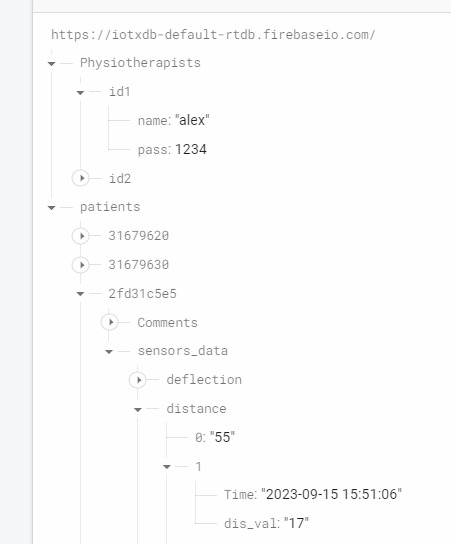 https://iotxdb-default-rtdb.firebaseio.com/
Physiotherapists
id1
name: "alex"
pass: 1234
id2
patients
31679620
31679630
2fd31c5e5
Comments
sensors_data
deflection
distance
0: "55"
1
Time: "2023-09-15 15:51:06"
dis_val: "17"